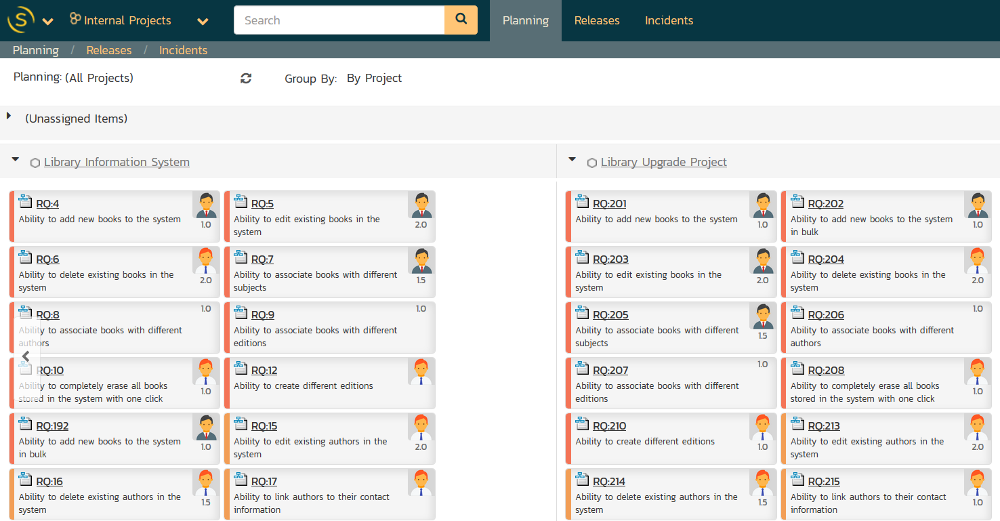 S
Internal Projects
Search
Planning
Releases
Incidents
Planning / Releases / Incidents
Planning: (All Projects)
Group By: By Project
(Unassigned Items)
Library Information System
RQ:4
Ability to add new books to the system
1.0
RQ:5
Ability to edit existing books in the
system
2.0
RQ:6
Ability to delete existing books in the
system
2.0
RQ:7
Ability to associate books with different
subjects
1.5
RQ:8
Ability to associate books with different
authors
1.0
RQ:9
Ability to associate books with different
editions
1.0
RQ:10
Ability to completely erase all books
stored in the system with one click
1.0
RQ:12
Ability to create different editions
RQ:192
Ability to add new books to the system
in bulk
1.0
RQ:15
Ability to edit existing authors in the
system
2.0
RQ:16
Ability to delete existing authors in the
system
1.5
RQ:17
Ability to link authors to their contact
information
Library Upgrade Project
RQ:201
Ability to add new books to the system
1.0
RQ:202
Ability to add new books to the system
in bulk
1.0
RQ:203
Ability to edit existing books in the
system
2.0
RQ:204
Ability to delete existing books in the
system
2.0
RQ:205
Ability to associate books with different
subjects
1.5
RQ:206
Ability to associate books with different
authors
1.0
RQ:207
Ability to associate books with different
editions
1.0
RQ:208
Ability to completely erase all books
stored in the system with one click
1.0
RQ:210
Ability to create different editions
1.0
RQ:213
Ability to edit existing authors in the
system
2.0
RQ:214
Ability to delete existing authors in the
system
1.5
RQ:215
Ability to link authors to their contact
information
1.0